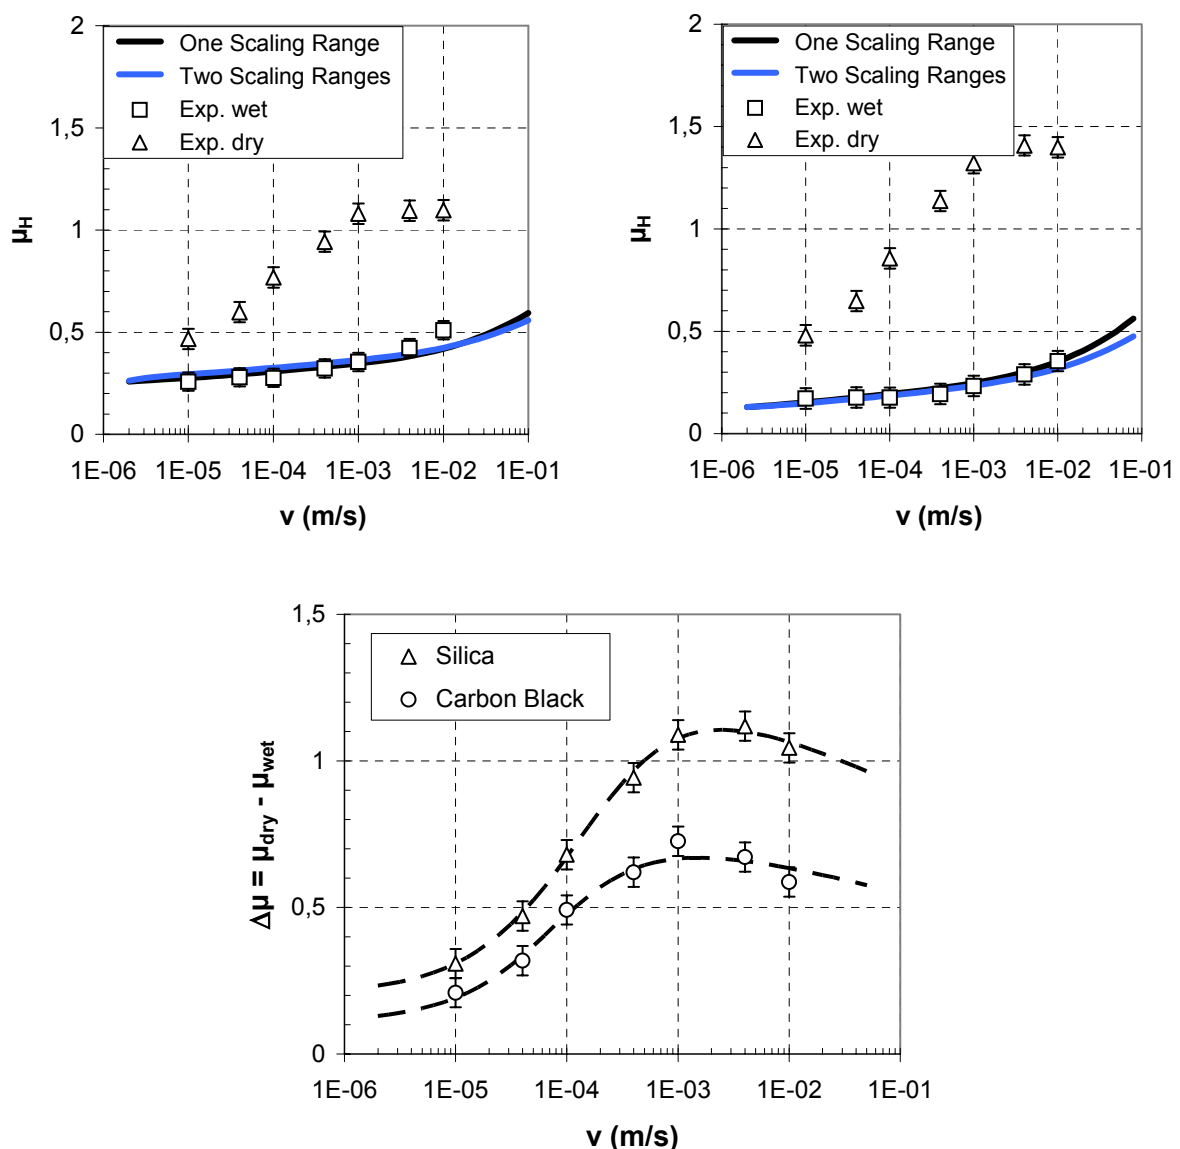 2
One Scaling Range
Two Scaling Ranges
Exp. wet
Exp. dry
1,5
1
0,5
0
μH
1E-06 1E-05 1E-04 1E-03 1E-02 1E-01
v (m/s)
2
One Scaling Range
Two Scaling Ranges
Exp. wet
Exp. dry
1,5
1
0,5
0
μH
1E-06 1E-05 1E-04 1E-03 1E-02 1E-01
v (m/s)
1,5
Silica
Carbon Black
1
0,5
0
Δμ = μdry - μwet
1E-06 1E-05 1E-04 1E-03 1E-02 1E-01
v (m/s)